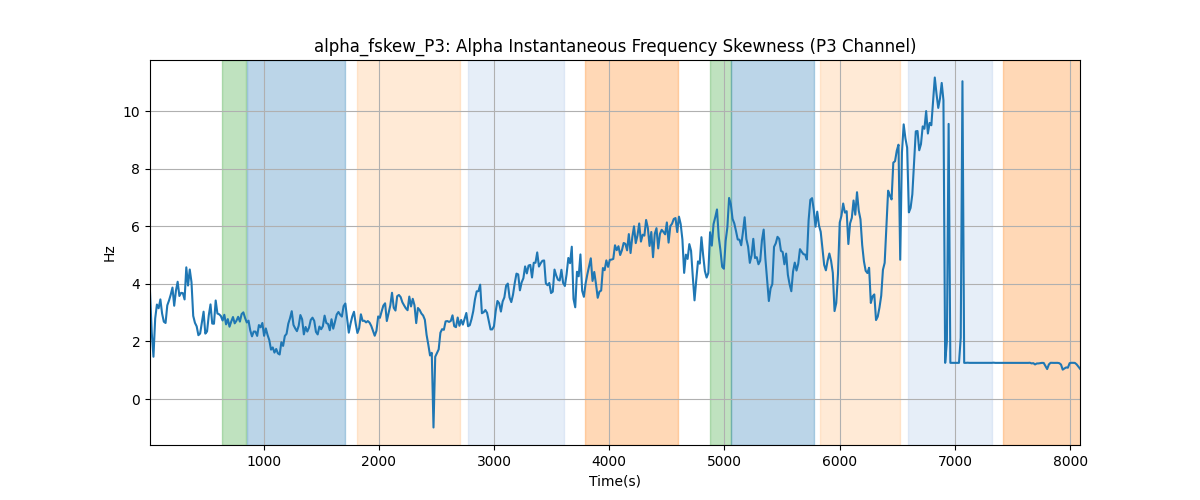 alpha_fskew_P3: Alpha Instantaneous Frequency Skewness (P3 Channel)
10
8
6
4
2
0
Hz
1000 2000 3000 4000 5000 6000 7000 8000
Time(s)